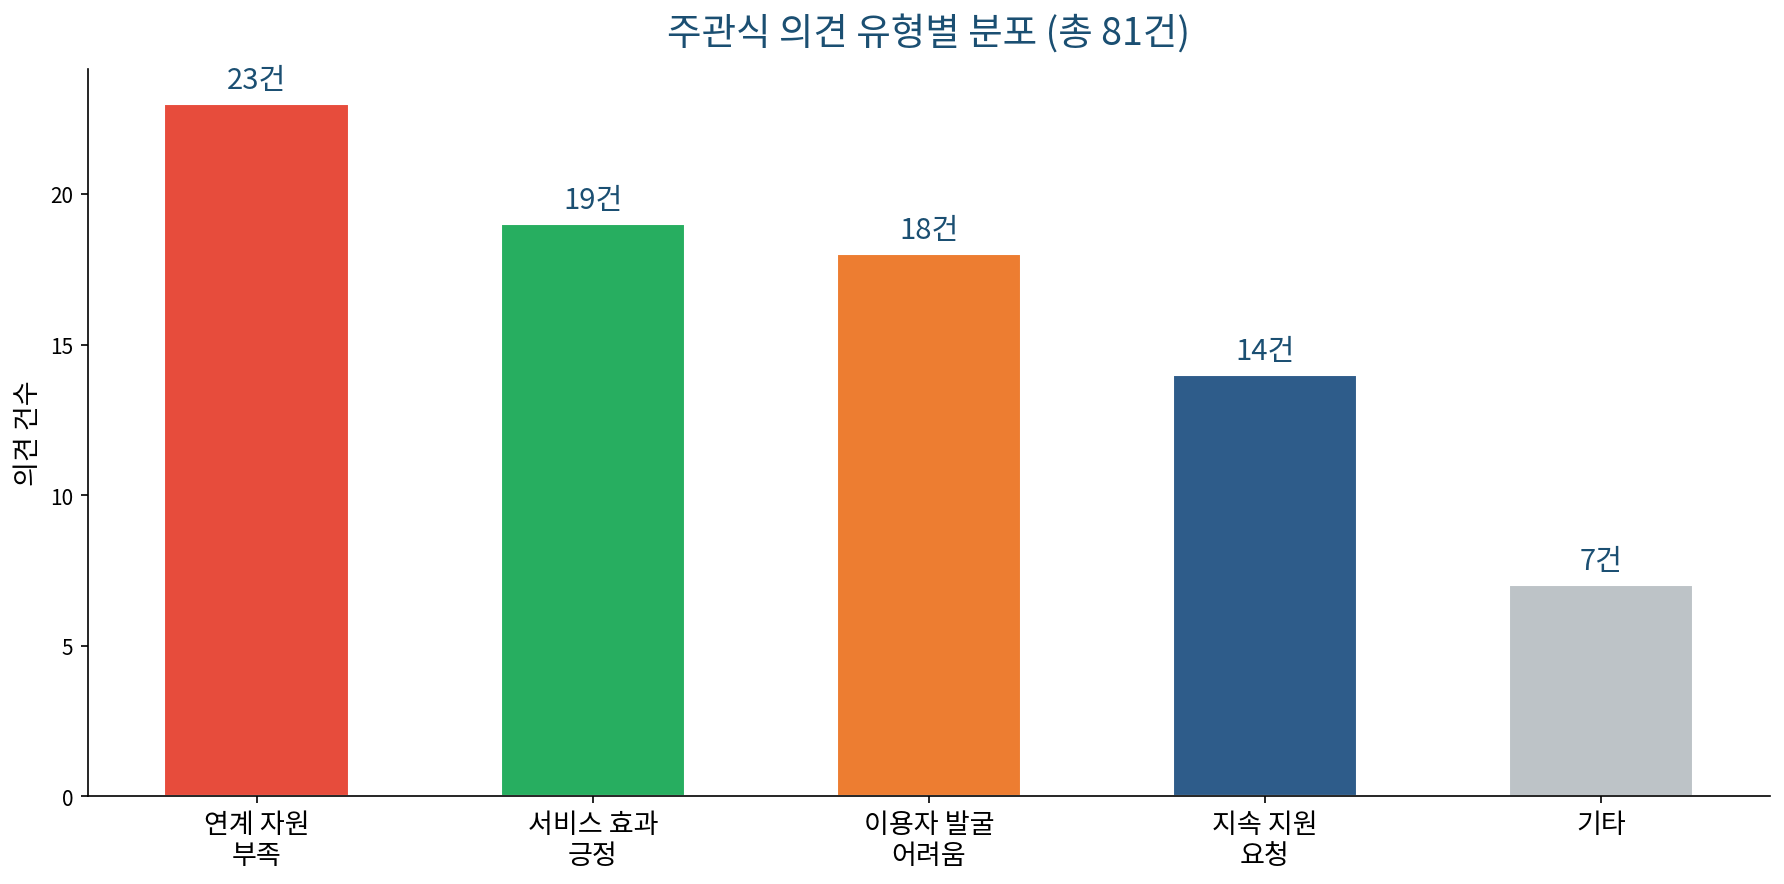 주관식 의견 유형별 분포 (총 81건)
23건
19건
18건
14건
7건
의견 건수
20
15
10
5
0
연계 자원
부족
서비스 효과
긍정
이용자 발굴
어려움
지속 지원
요청
기타